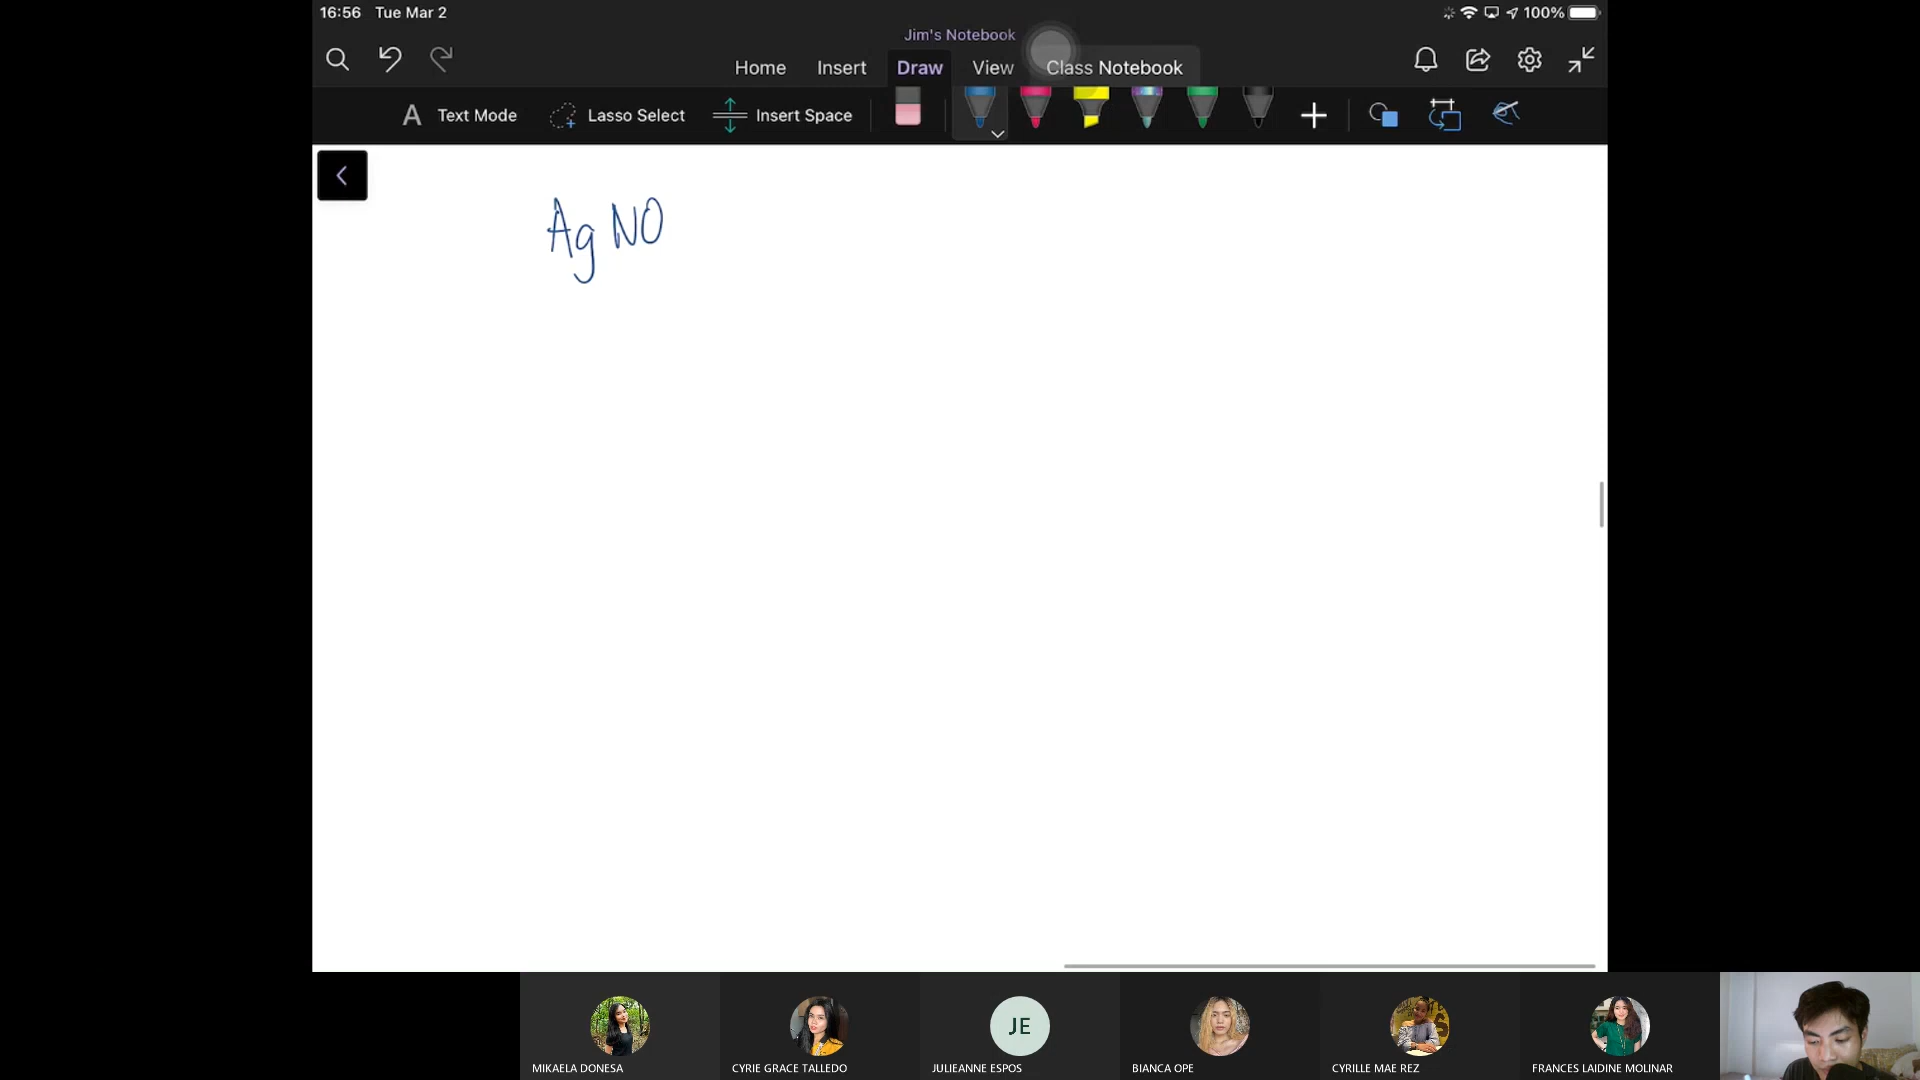 16:56 Tue Mar 2 100%
Jim's Notebook
Home Insert Draw View Class Notebook
A Text Mode Lasso Select Insert Space
Ag NO
JE
MIKAELA DONESA CYRIE GRACE TALLEDO JULIEANNE ESPOS BIANCA OPE CYRILLE MAE REZ FRANCES LAIDINE MOLINAR